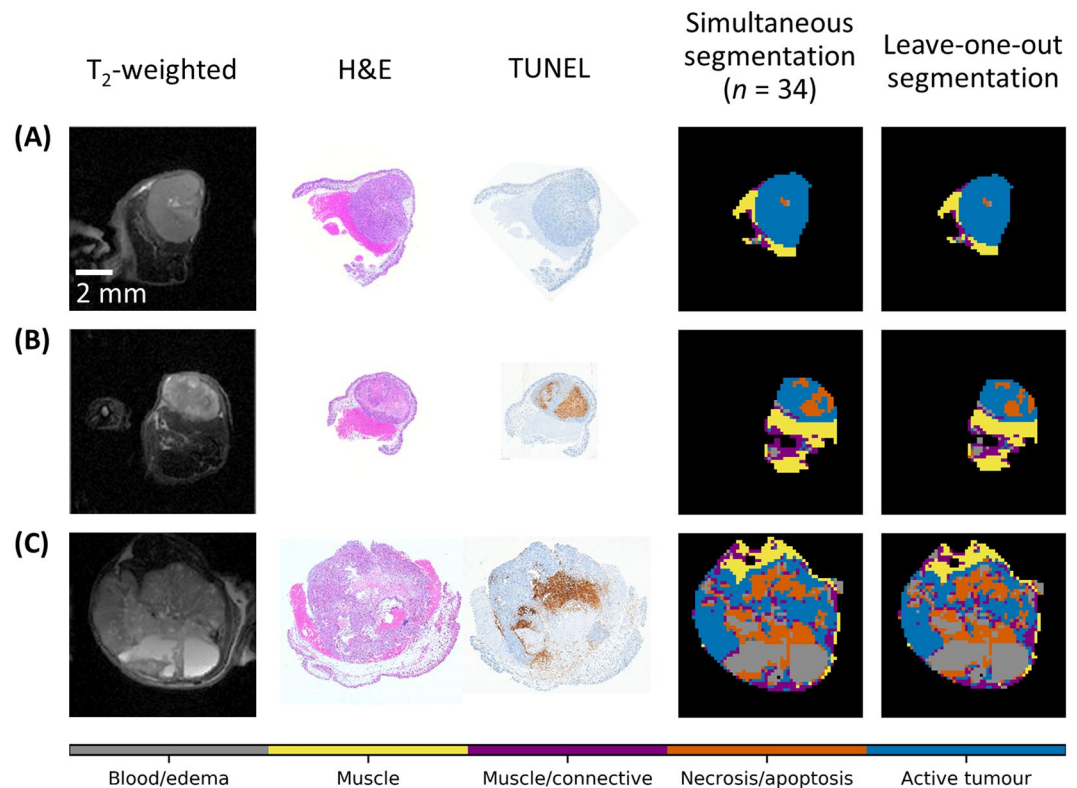 T₂-weighted
H&E
TUNEL
Simultaneous
segmentation
(n = 34)
Leave-one-out
segmentation
(A)
2 mm
(B)
(C)
Blood/edema
Muscle
Muscle/connective
Necrosis/apoptosis
Active tumour